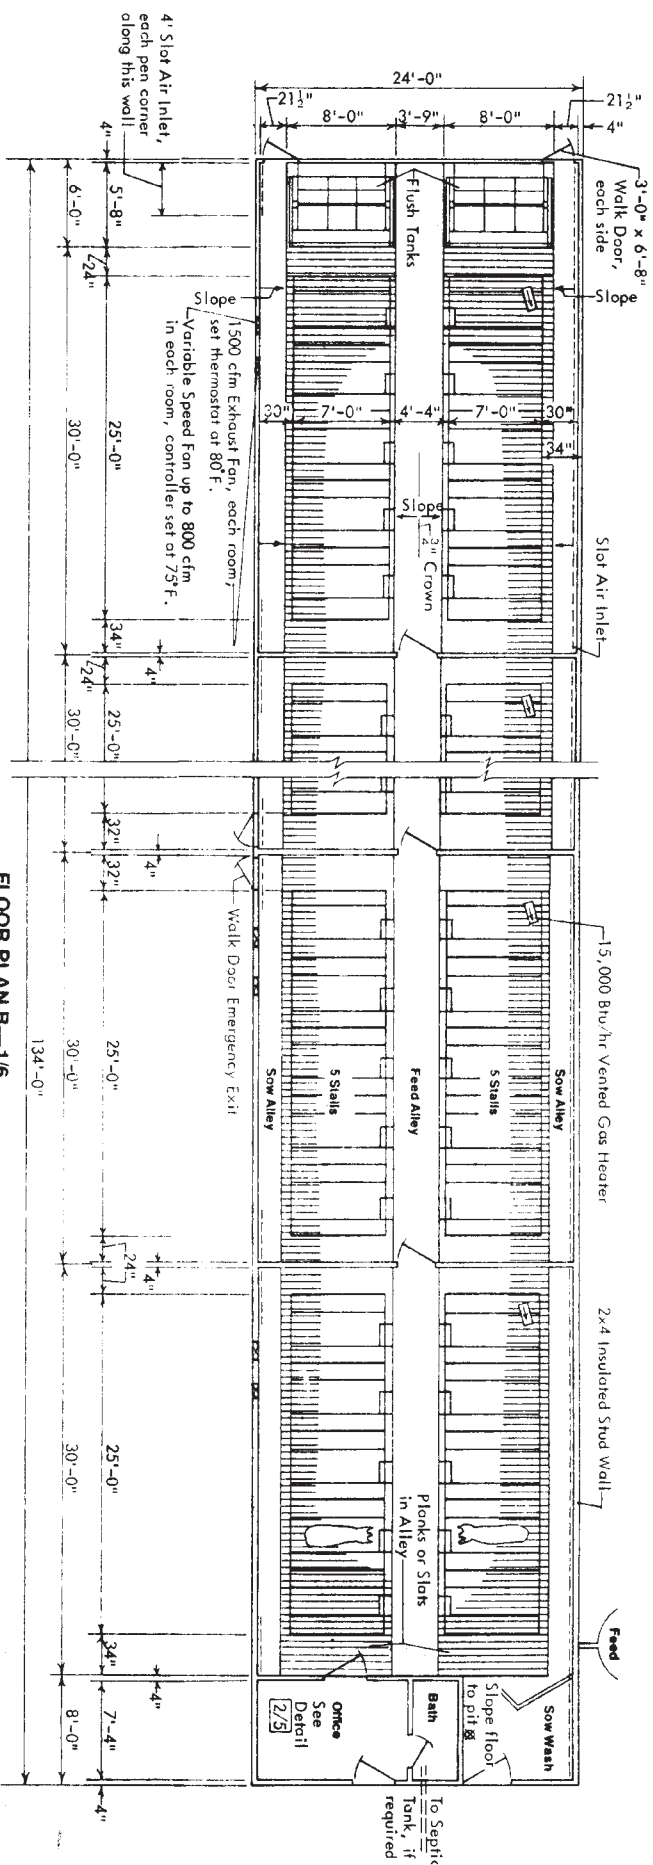 24'-0"
21½"
8'-0"
3'-9"
8'-0"
21½"
4"
4' Slot Air Inlet,
each pen corner
along this wall
3'-0" x 6'-8"
Walk Door,
each side
4"
5'-8"
6'-0"
24"
Flush Tanks
Slope
Slope
1500 cfm Exhaust Fan, each room,
set thermostat at 80°F.
Variable Speed Fan up to 800 cfm
in each room, controller set at 75°F.
30"
7'-0"
4'-4"
7'-0"
30"
34"
25'-0"
30'-0"
Slope
¾" Crown
Slot Air Inlet
34"
4"
24"
25'-0"
30'-0"
32"
4"
32"
Walk Door Emergency Exit
15,000 Btu/hr Vented Gas Heater
Sow Alley
5 Stalls
Feed Alley
5 Stalls
Sow Alley
25'-0"
30'-0"
134'-0"
FLOOR PLAN B—1/6
24"
4"
2x4 Insulated Stud Wall
25'-0"
30'-0"
Planks or Slats
in Alley
Feed
34"
4"
7'-4"
8'-0"
4"
Office
See
Detail
2/5
Bath
Slope floor
to pit
Sow Wash
To Septic
Tank, if
required